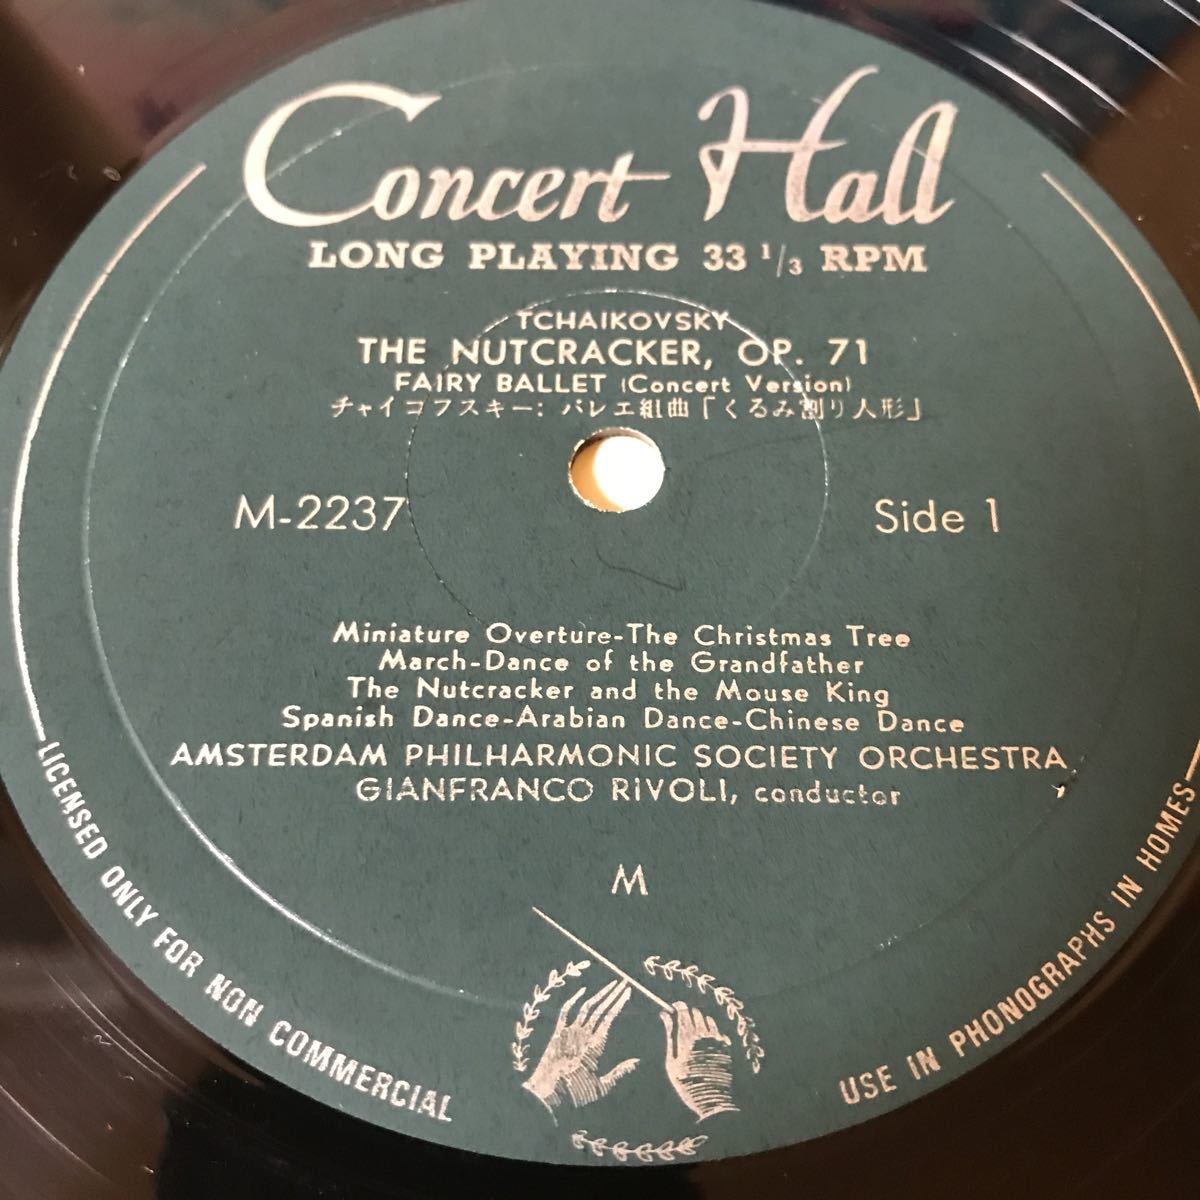 Concert Hall
LONG PLAYING 33 1/3 RPM
TCHAIKOVSKY
THE NUTCRACKER, OP. 71
FAIRY BALLET (Concert Version)
チャイコフスキー: バレエ組曲「くるみ割り人形」
M-2237
Side 1
Miniature Overture-The Christmas Tree
March-Dance of the Grandfather
The Nutcracker and the Mouse King
Spanish Dance-Arabian Dance-Chinese Dance
AMSTERDAM PHILHARMONIC SOCIETY ORCHESTRA
GIANFRANCO RIVOLI, conductor
M
LICENSED ONLY FOR NON COMMERCIAL USE IN PHONOGRAPHS IN HOMES